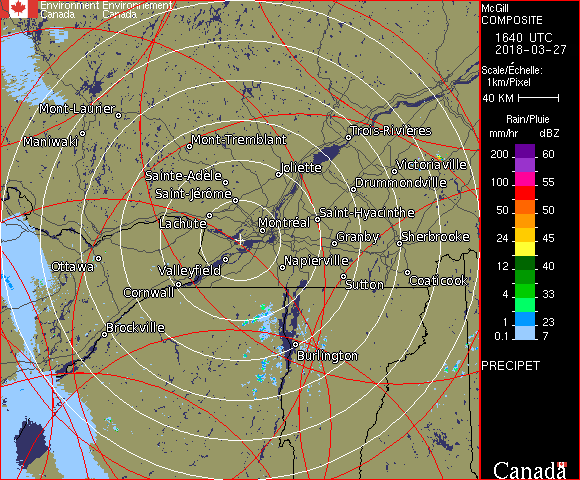 Environment Environnement
Canada Canada
Mont-Laurier
Maniwaki
Mont-Tremblant
Trois-Rivières
Victoriaville
Sainte-Adèle
Joliette
Drummondville
Saint-Jérôme
Lachute
Montréal
Saint-Hyacinthe
Granby
Sherbrooke
Ottawa
Valleyfield
Napierville
Cornwall
Sutton
Coaticook
Brockville
Burlington
McGill
COMPOSITE
1640 UTC
2018-03-27
Scale/Échelle:
1km/Pixel
40 KM
Rain/Pluie
mm/hr dBZ
200 60
100 55
50 50
24 45
12 40
4 33
1 23
0.1 7
PRECIPET
Canada